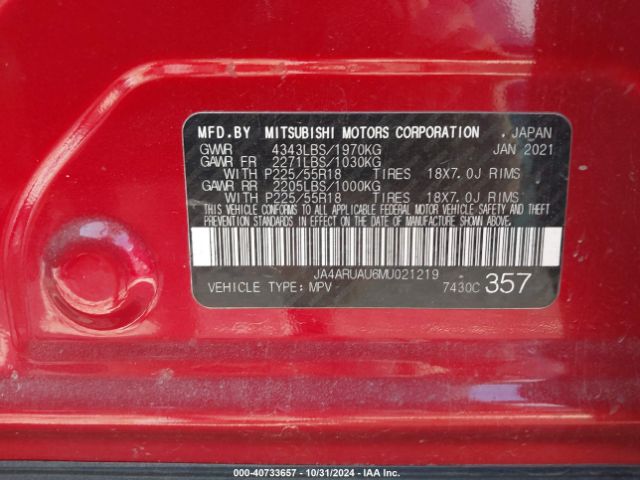 MFD.BY MITSUBISHI MOTORS CORPORATION . JAPAN
GVWR 4343LBS/1970KG JAN 2021
GAWR FR 2271LBS/1030KG
WITH P225/55R18 TIRES 18X7.0J RIMS
GAWR RR 2205LBS/1000KG
WITH P225/55R18 TIRES 18X7.0J RIMS
THIS VEHICLE CONFORMS TO ALL APPLICABLE FEDERAL MOTOR VEHICLE SAFETY AND THEFT
PREVENTION STANDARDS IN EFFECT ON THE DATE OF MANUFACTURE SHOWN ABOVE.
JA4ARUAU6MU021219
VEHICLE TYPE:MPV 7430C 357
000-40733657 - 10/31/2024 - IAA Corp.